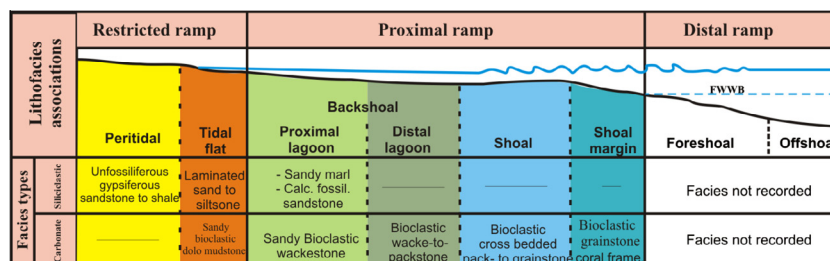 Restricted ramp
Proximal ramp
Distal ramp
Lithofacies
associations
FWWB
Backshoal
Peritidal
Tidal
flat
Proximal
lagoon
Distal
lagoon
Shoal
Shoal
margin
Foreshoal
Offshoa
Facies types
Siliciclastic
Unfossiliferous
gypsiferous
sandstone to shale
Laminated
sand to
siltsone
- Sandy marl
- Calc. fossil.
sandstone
Facies not recorded
Carbonate
Sandy
bioclastic
dolo mudstone
Sandy Bioclastic
wackestone
Bioclastic
wacke-to-
packstone
Bioclastic
cross bedded
pack- to grainstone
Bioclastic
grainstone
coral frame
Facies not recorded